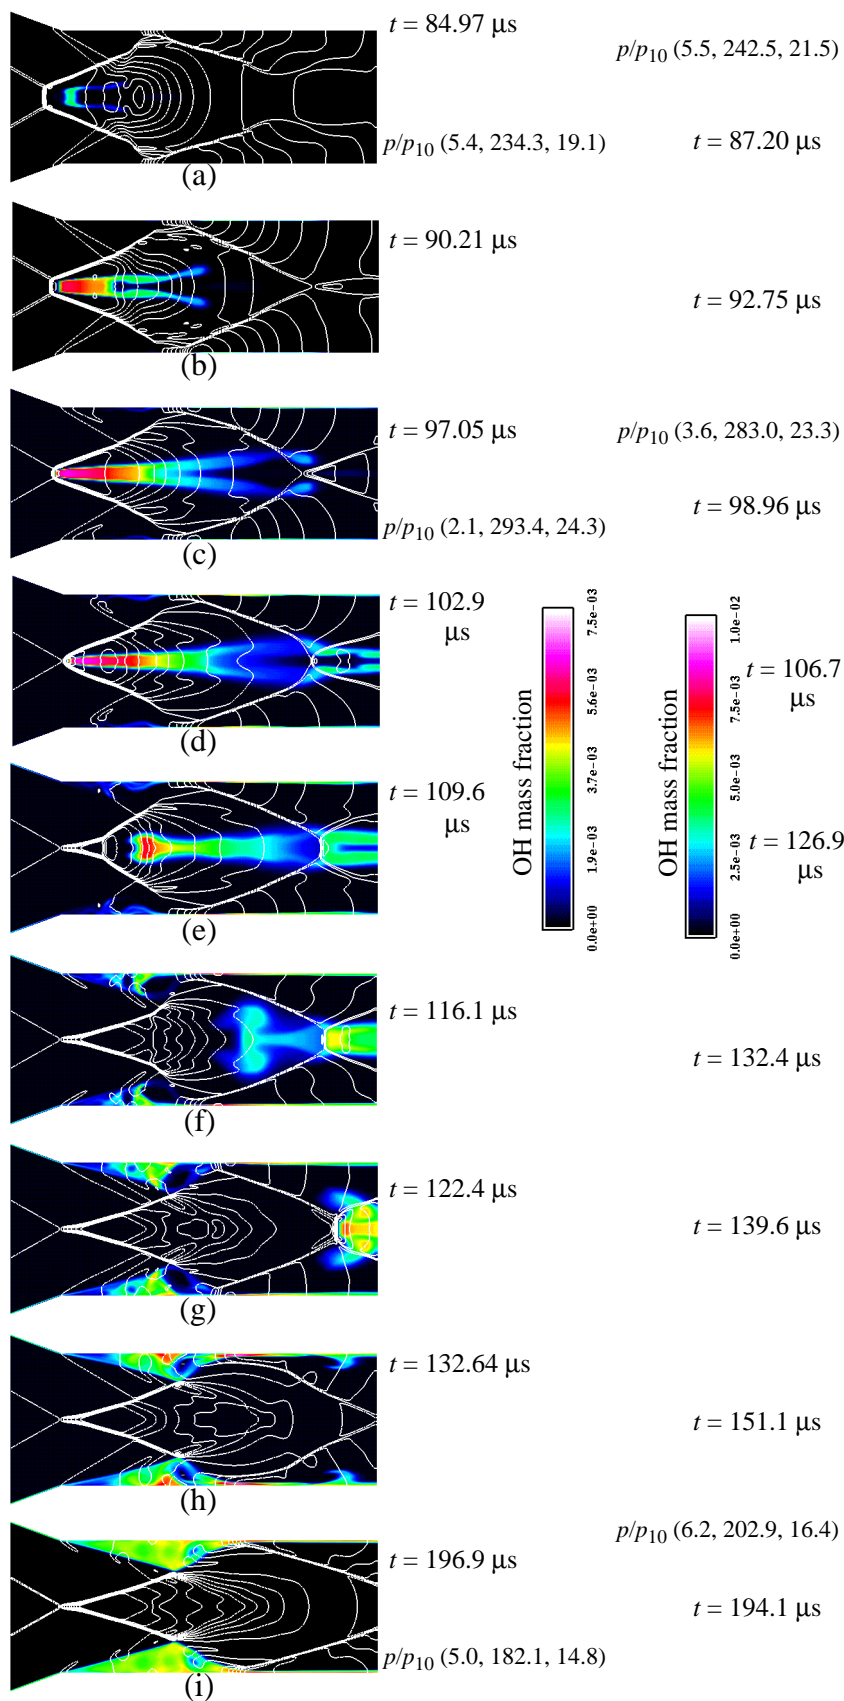 t = 84.97 μs
p/p10 (5.5, 242.5, 21.5)
p/p10 (5.4, 234.3, 19.1)
t = 87.20 μs
(a)
t = 90.21 μs
t = 92.75 μs
(b)
t = 97.05 μs
p/p10 (3.6, 283.0, 23.3)
t = 98.96 μs
p/p10 (2.1, 293.4, 24.3)
(c)
t = 102.9
μs
t = 106.7
μs
(d)
OH mass fraction
0.0e+00
1.9e-03
3.7e-03
5.6e-03
7.5e-03
OH mass fraction
0.0e+00
2.5e-03
5.0e-03
7.5e-03
1.0e-02
t = 109.6
μs
t = 126.9
μs
(e)
t = 116.1 μs
t = 132.4 μs
(f)
t = 122.4 μs
t = 139.6 μs
(g)
t = 132.64 μs
t = 151.1 μs
(h)
p/p10 (6.2, 202.9, 16.4)
t = 196.9 μs
t = 194.1 μs
p/p10 (5.0, 182.1, 14.8)
(i)